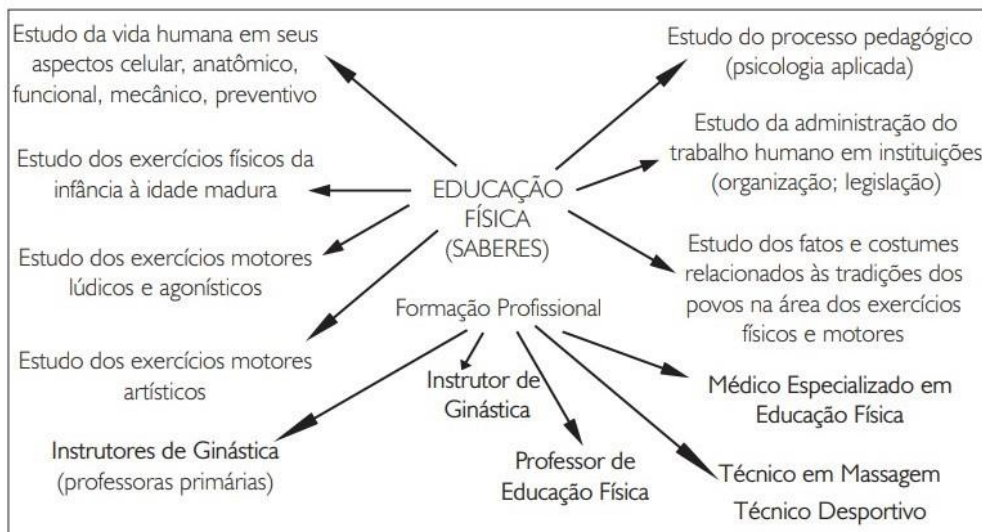 Estudo da vida humana em seus
aspectos celular, anatômico,
funcional, mecânico, preventivo
Estudo dos exercícios físicos da
infância à idade madura
Estudo dos exercícios motores
lúdicos e agonísticos
Estudo dos exercícios motores
artísticos
EDUCAÇÃO
FÍSICA
(SABERES)
Estudo do processo pedagógico
(psicologia aplicada)
Estudo da administração do
trabalho humano em instituições
(organização; legislação)
Estudo dos fatos e costumes
relacionados às tradições dos
povos na área dos exercícios
físicos e motores
Formação Profissional
Instrutores de Ginástica
(professoras primárias)
Instrutor de
Ginástica
Professor de
Educação Física
Médico Especializado em
Educação Física
Técnico em Massagem
Técnico Desportivo